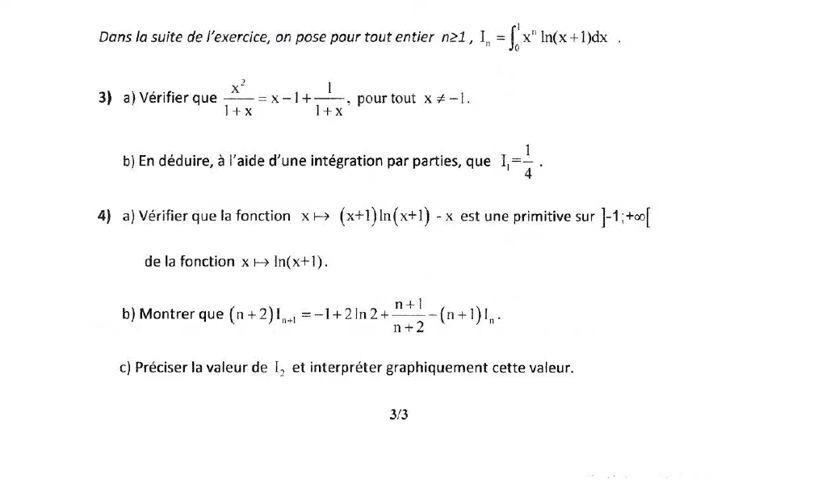 Dans la suite de l'exercice, on pose pour tout entier n≥1 , Iₙ = ∫₀¹ xⁿ ln(x+1)dx .
3) a) Vérifier que x²/(1+x) = x−1+ 1/(1+x), pour tout x ≠ −1.
b) En déduire, à l'aide d'une intégration par parties, que I₁= 1/4 .
4) a) Vérifier que la fonction x ↦ (x+1)ln(x+1) - x est une primitive sur ]-1;+∞[
de la fonction x ↦ ln(x+1).
b) Montrer que (n+2)Iₙ₊₁ = −1+2 ln 2+ (n+1)/(n+2) −(n+1)Iₙ.
c) Préciser la valeur de I₂ et interpréter graphiquement cette valeur.
3/3